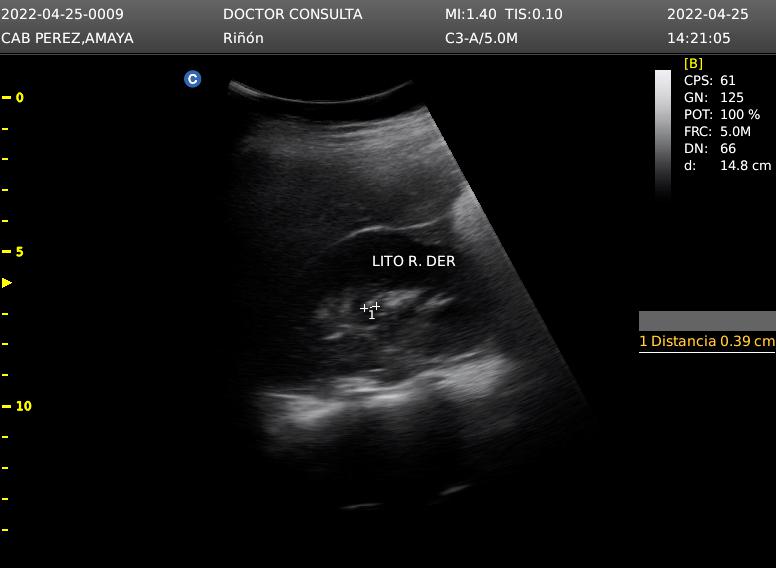 2022-04-25-0009 DOCTOR CONSULTA MI:1.40 TIS:0.10 2022-04-25
CAB PEREZ,AMAYA Riñón C3-A/5.0M 14:21:05
C
[B]
CPS: 61
GN: 125
POT: 100 %
FRC: 5.0M
DN: 66
d: 14.8 cm
0
5
LITO R. DER
1
1 Distancia 0.39 cm
10